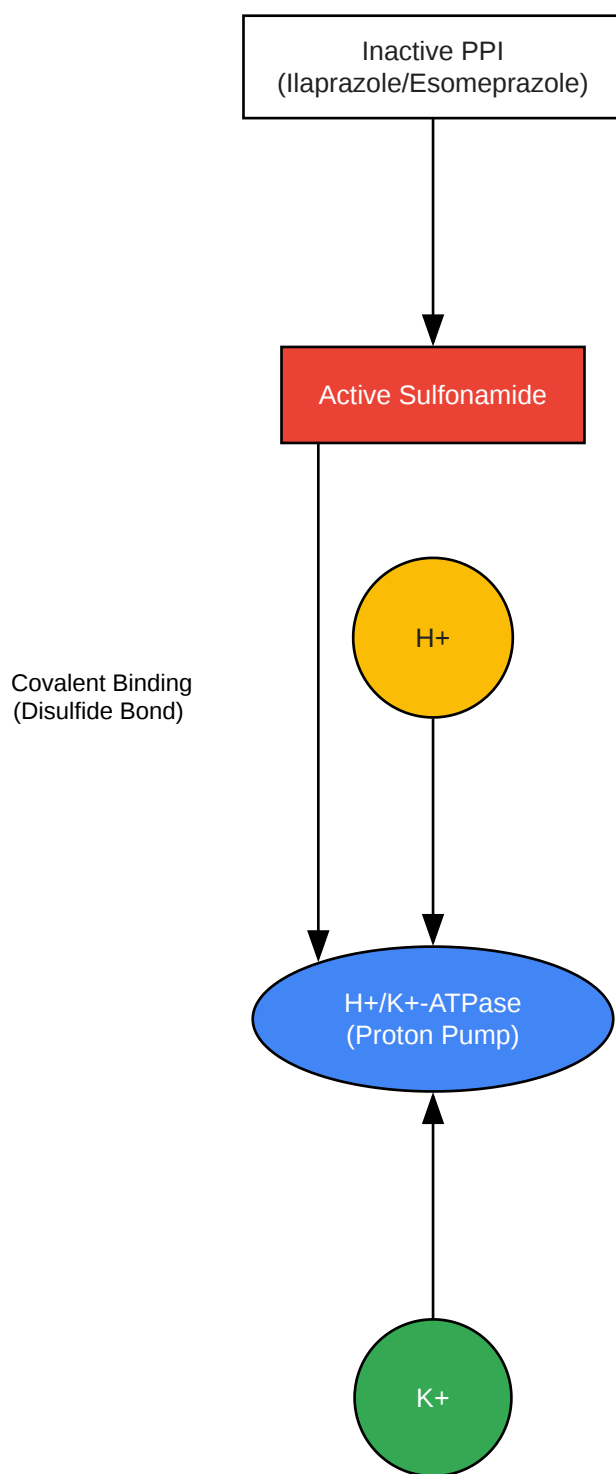 Inactive PPI
(Ilaprazole/Esomeprazole)
Active Sulfonamide
H+
Covalent Binding
(Disulfide Bond)
H+/K+-ATPase
(Proton Pump)
K+